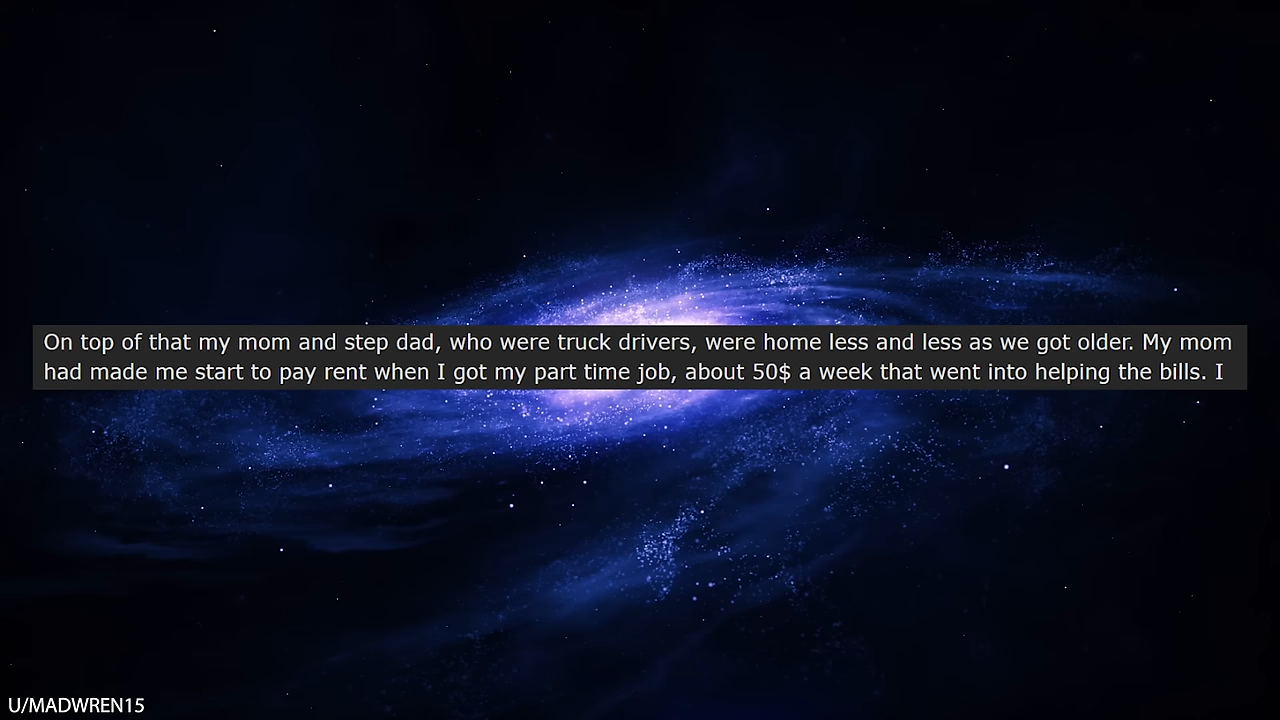 On top of that my mom and step dad, who were truck drivers, were home less and less as we got older. My mom
had made me start to pay rent when I got my part time job, about 50$ a week that went into helping the bills. I
U/MADWREN15